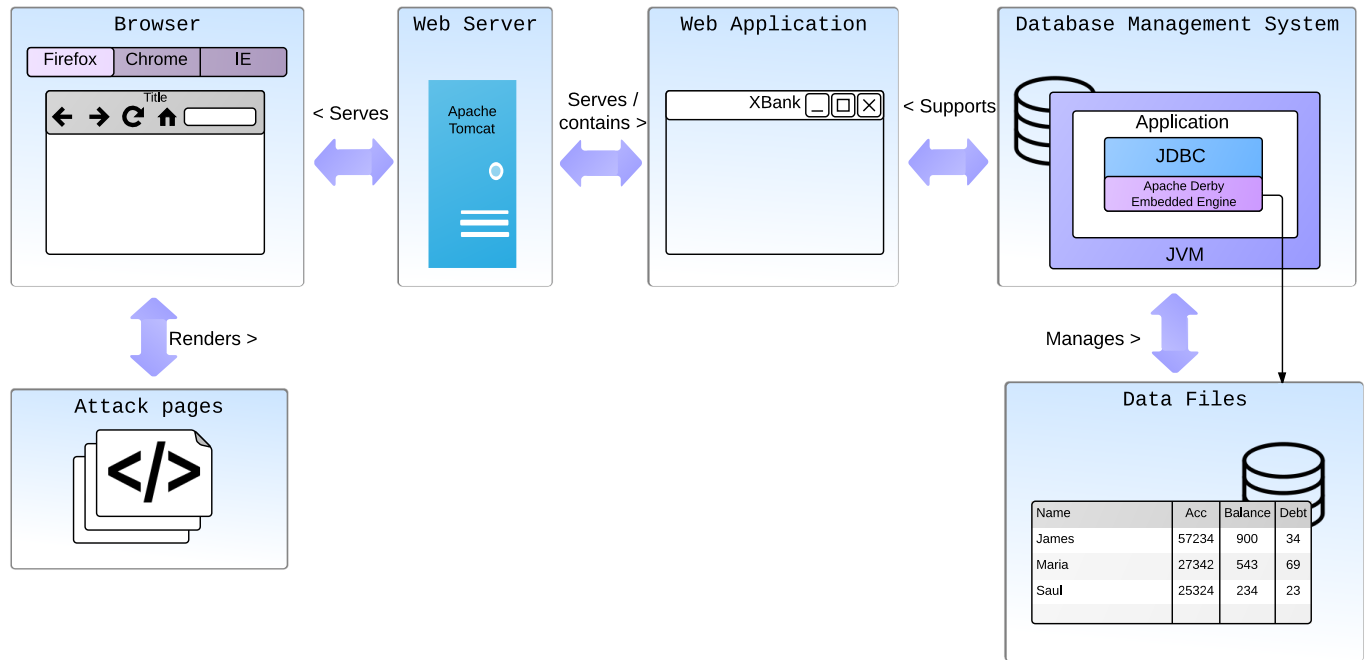 Browser
Firefox
Chrome
IE
Title
< Serves
Web Server
Apache
Tomcat
Serves /
contains >
Web Application
XBank
< Supports
Database Management System
Application
JDBC
Apache Derby
Embedded Engine
JVM
Renders >
Manages >
Attack pages
</>
Data Files
Name Acc Balance Debt
James 57234 900 34
Maria 27342 543 69
Saul 25324 234 23